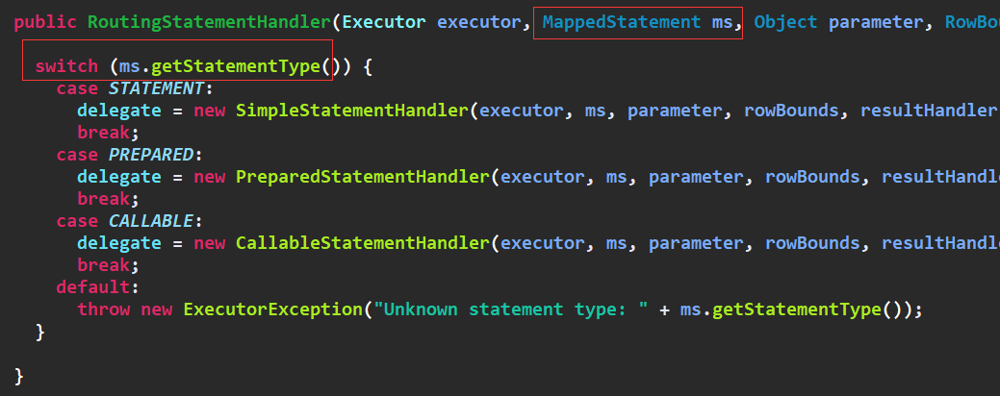 public RoutingStatementHandler(Executor executor, MappedStatement ms, Object parameter, RowBou
switch (ms.getStatementType()) {
case STATEMENT:
delegate = new SimpleStatementHandler(executor, ms, parameter, rowBounds, resultHandler
break;
case PREPARED:
delegate = new PreparedStatementHandler(executor, ms, parameter, rowBounds, resultHandle
break;
case CALLABLE:
delegate = new CallableStatementHandler(executor, ms, parameter, rowBounds, resultHandle
break;
default:
throw new ExecutorException("Unknown statement type: " + ms.getStatementType());
}
}